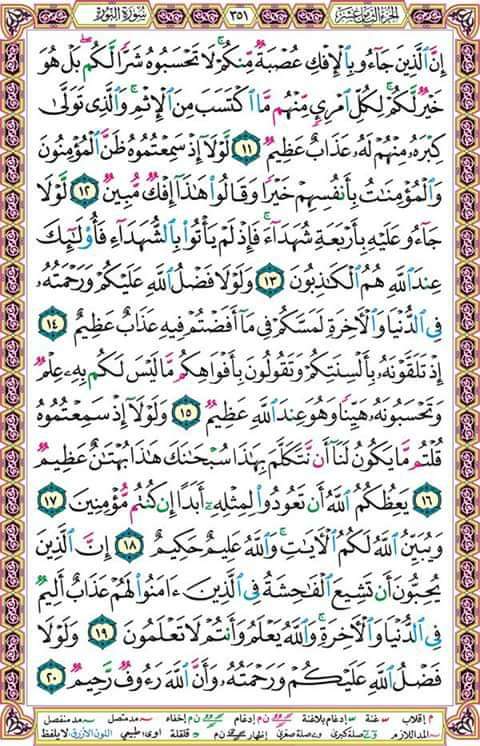 الجزء الثامن عشر ٣٥١ سورة النور
إِنَّ ٱلَّذِينَ جَآءُو بِٱلْإِفْكِ عُصْبَةٌ مِّنكُمْ ۚ لَا تَحْسَبُوهُ شَرًّا لَّكُم ۖ بَلْ هُوَ
خَيْرٌ لَّكُمْ ۚ لِكُلِّ ٱمْرِئٍ مِّنْهُم مَّا ٱكْتَسَبَ مِنَ ٱلْإِثْمِ ۚ وَٱلَّذِى تَوَلَّىٰ
كِبْرَهُۥ مِنْهُمْ لَهُۥ عَذَابٌ عَظِيمٌ ١١ لَّوْلَآ إِذْ سَمِعْتُمُوهُ ظَنَّ ٱلْمُؤْمِنُونَ
وَٱلْمُؤْمِنَٰتُ بِأَنفُسِهِمْ خَيْرًا وَقَالُوا۟ هَٰذَآ إِفْكٌ مُّبِينٌ ١٢ لَّوْلَا
جَآءُو عَلَيْهِ بِأَرْبَعَةِ شُهَدَآءَ ۚ فَإِذْ لَمْ يَأْتُوا۟ بِٱلشُّهَدَآءِ فَأُو۟لَٰٓئِكَ
عِندَ ٱللَّهِ هُمُ ٱلْكَٰذِبُونَ ١٣ وَلَوْلَا فَضْلُ ٱللَّهِ عَلَيْكُمْ وَرَحْمَتُهُۥ
فِى ٱلدُّنْيَا وَٱلْءَاخِرَةِ لَمَسَّكُمْ فِى مَآ أَفَضْتُمْ فِيهِ عَذَابٌ عَظِيمٌ ١٤
إِذْ تَلَقَّوْنَهُۥ بِأَلْسِنَتِكُمْ وَتَقُولُونَ بِأَفْوَاهِكُم مَّا لَيْسَ لَكُم بِهِۦ عِلْمٌ
وَتَحْسَبُونَهُۥ هَيِّنًا وَهُوَ عِندَ ٱللَّهِ عَظِيمٌ ١٥ وَلَوْلَآ إِذْ سَمِعْتُمُوهُ
قُلْتُم مَّا يَكُونُ لَنَآ أَن نَّتَكَلَّمَ بِهَٰذَا سُبْحَٰنَكَ هَٰذَا بُهْتَٰنٌ عَظِيمٌ
١٦ يَعِظُكُمُ ٱللَّهُ أَن تَعُودُوا۟ لِمِثْلِهِۦٓ أَبَدًا إِن كُنتُم مُّؤْمِنِينَ ١٧
وَيُبَيِّنُ ٱللَّهُ لَكُمُ ٱلْءَايَٰتِ ۚ وَٱللَّهُ عَلِيمٌ حَكِيمٌ ١٨ إِنَّ ٱلَّذِينَ
يُحِبُّونَ أَن تَشِيعَ ٱلْفَٰحِشَةُ فِى ٱلَّذِينَ ءَامَنُوا۟ لَهُمْ عَذَابٌ أَلِيمٌ
فِى ٱلدُّنْيَا وَٱلْءَاخِرَةِ ۚ وَٱللَّهُ يَعْلَمُ وَأَنتُمْ لَا تَعْلَمُونَ ١٩ وَلَوْلَا
فَضْلُ ٱللَّهِ عَلَيْكُمْ وَرَحْمَتُهُۥ وَأَنَّ ٱللَّهَ رَءُوفٌ رَّحِيمٌ ٢٠
م إقلاب غنة إدغام بلاغنة ن م إدغام ن م إخفاء مد متصل مد منفصل
المد اللازم صلة كبرى صلة صغرى إظهار ن م قلقلة طبيعي اللون الأزرق لا يلفظ